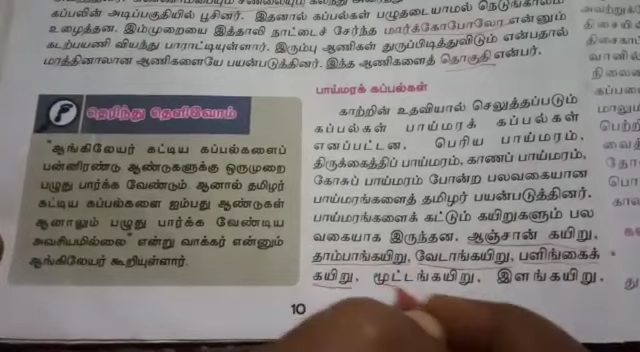 கப்பலின் அடிப்பகுதியில் பூசினர். இதனால் கப்பல்கள் பழுதடையாமல் நெடுங்காலம்
உழைத்தன. இம்முறையை இத்தாலி நாட்டைச் சேர்ந்த மார்க்கோபோலோ என்னும்
கடற்பயணி வியந்து பாராட்டியுள்ளார். இரும்பு ஆணிகள் துருப்பிடித்துவிடும் என்பதால்
மரத்தினாலான ஆணிகளையே பயன்படுத்தினர். இந்த ஆணிகளைத் தொகுதி என்பர்.
தெரிந்து தெளிவோம்
"ஆங்கிலேயர் கட்டிய கப்பல்களைப்
பன்னிரண்டு ஆண்டுகளுக்கு ஒருமுறை
பழுது பார்க்க வேண்டும். ஆனால் தமிழர்
கட்டிய கப்பல்களை ஐம்பது ஆண்டுகள்
ஆனாலும் பழுது பார்க்க வேண்டிய
அவசியமில்லை" என்று வாக்கர் என்னும்
ஆங்கிலேயர் கூறியுள்ளார்.
பாய்மரக் கப்பல்கள்
காற்றின் உதவியால் செலுத்தப்படும்
கப்பல்கள் பாய்மரக் கப்பல்கள்
எனப்பட்டன. பெரிய பாய்மரம்,
திருக்கைத்திப் பாய்மரம், காணப் பாய்மரம்,
கோசுப் பாய்மரம் போன்ற பலவகையான
பாய்மரங்களைத் தமிழர் பயன்படுத்தினர்.
பாய்மரங்களைக் கட்டும் கயிறுகளும் பல
வகையாக இருந்தன. ஆஞ்சான் கயிறு,
தாம்பாங்கயிறு, வேடாங்கயிறு, பளிங்கைக்
கயிறு, மூட்டங்கயிறு, இளங்கயிறு,
10